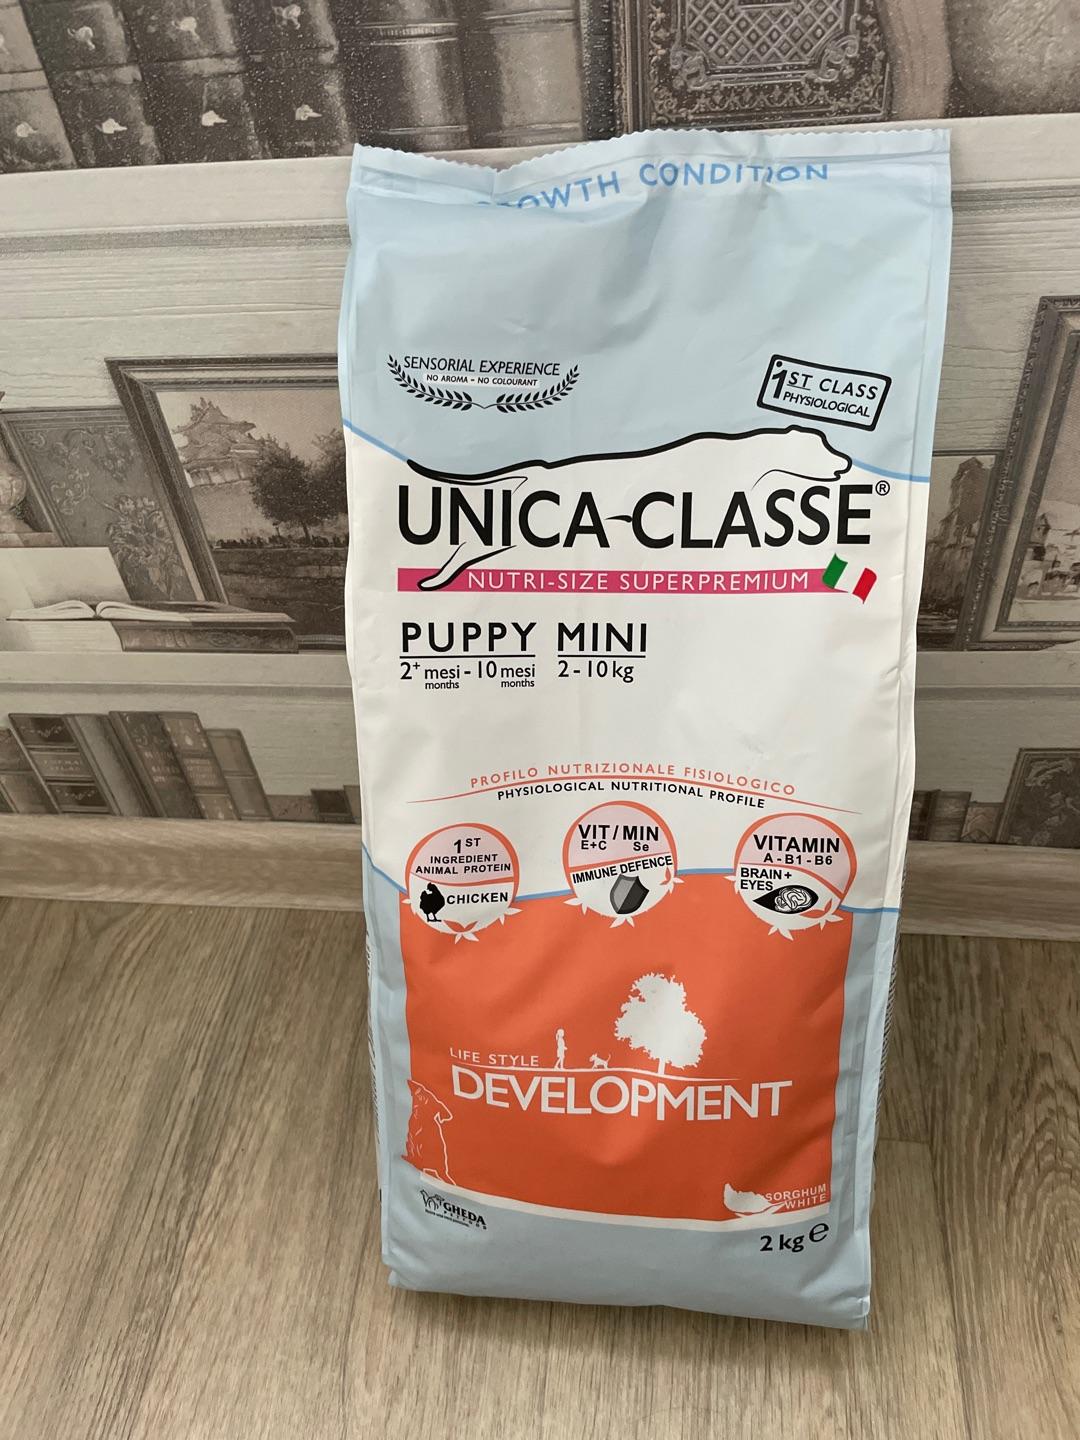 GROWTH CONDITION
SENSORIAL EXPERIENCE
NO AROMA - NO COLOURANT
1ST CLASS
PHYSIOLOGICAL
UNICA-CLASSE®
NUTRI-SIZE SUPERPREMIUM
PUPPY MINI
2+ mesi - 10 mesi 2 - 10 kg
months months
PROFILO NUTRIZIONALE FISIOLOGICO
PHYSIOLOGICAL NUTRITIONAL PROFILE
1ST
INGREDIENT
ANIMAL PROTEIN
CHICKEN
VIT/MIN
E+C Se
IMMUNE DEFENCE
VITAMIN
A - B1 - B6
BRAIN+
EYES
LIFE STYLE
DEVELOPMENT
GHEDA
PETFOOD
SORGHUM
WHITE
2 kg e